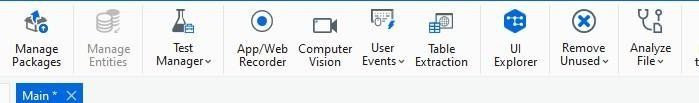 Manage Packages
Manage Entities
Test Manager
App/Web Recorder
Computer Vision
User Events
Table Extraction
UI Explorer
Remove Unused
Analyze File
Main *